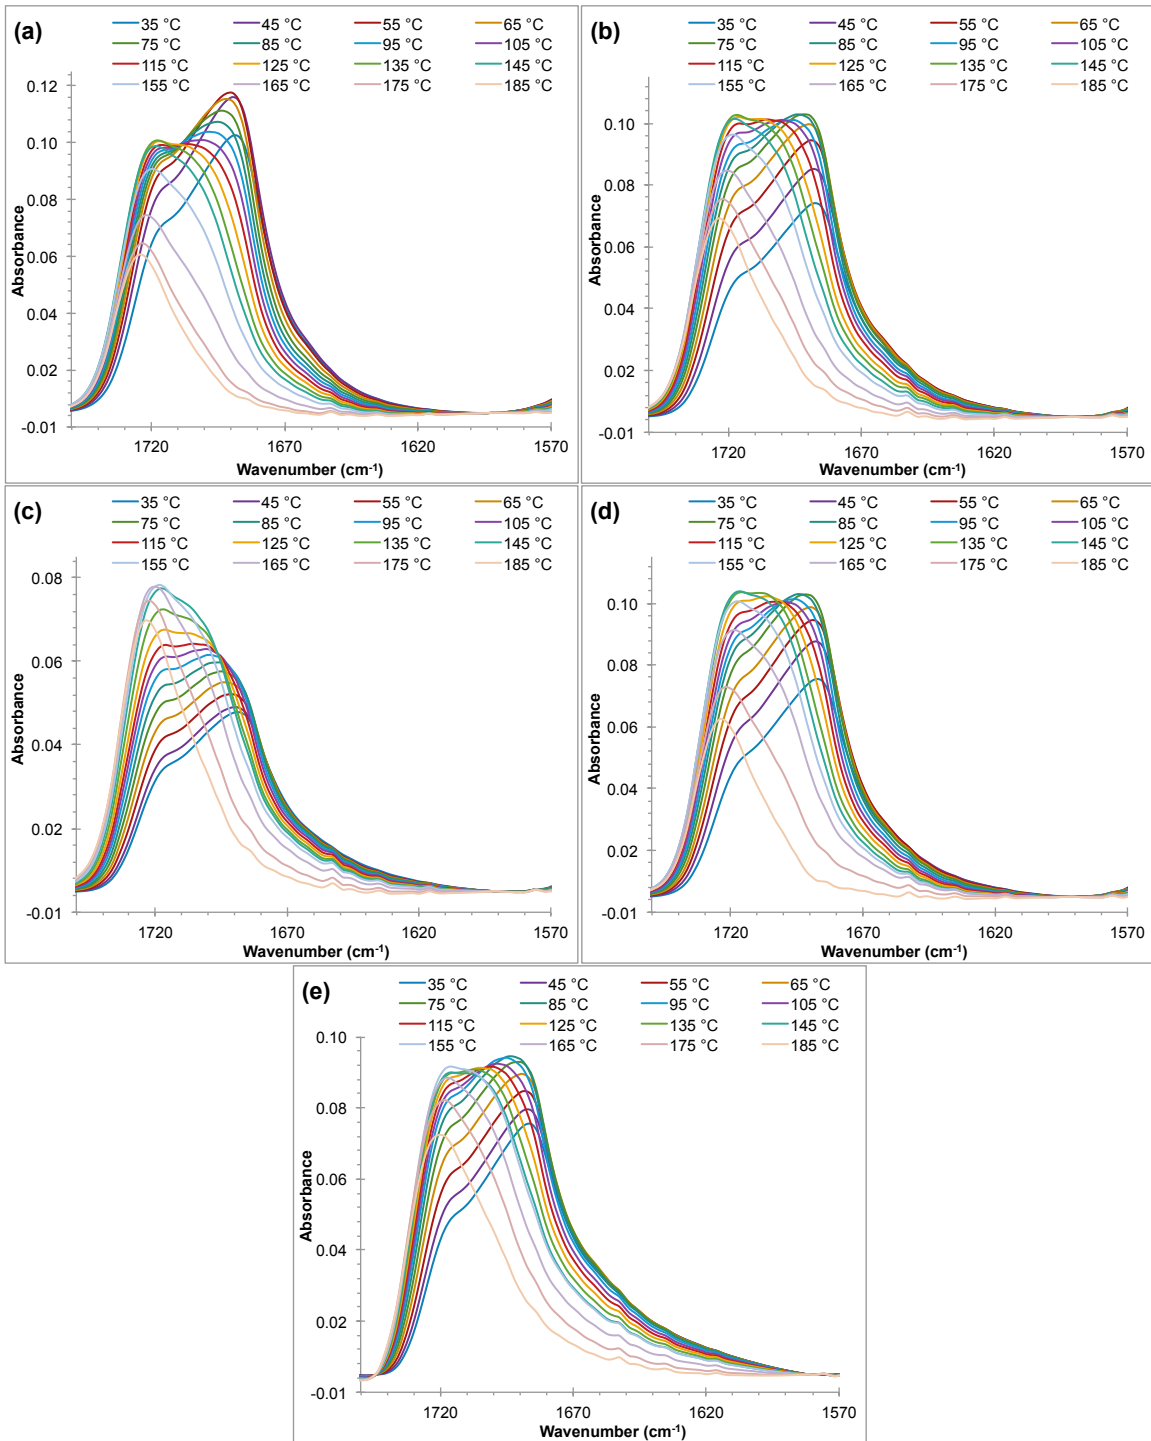 (a)
35 °C 45 °C 55 °C 65 °C
75 °C 85 °C 95 °C 105 °C
115 °C 125 °C 135 °C 145 °C
155 °C 165 °C 175 °C 185 °C
0.12
0.10
0.08
0.06
0.04
0.02
-0.01
Absorbance
1720 1670 1620 1570
Wavenumber (cm⁻¹)
(b)
35 °C 45 °C 55 °C 65 °C
75 °C 85 °C 95 °C 105 °C
115 °C 125 °C 135 °C 145 °C
155 °C 165 °C 175 °C 185 °C
0.10
0.08
0.06
0.04
0.02
-0.01
Absorbance
1720 1670 1620 1570
Wavenumber (cm⁻¹)
(c)
35 °C 45 °C 55 °C 65 °C
75 °C 85 °C 95 °C 105 °C
115 °C 125 °C 135 °C 145 °C
155 °C 165 °C 175 °C 185 °C
0.08
0.06
0.04
0.02
-0.01
Absorbance
1720 1670 1620 1570
Wavenumber (cm⁻¹)
(d)
35 °C 45 °C 55 °C 65 °C
75 °C 85 °C 95 °C 105 °C
115 °C 125 °C 135 °C 145 °C
155 °C 165 °C 175 °C 185 °C
0.10
0.08
0.06
0.04
0.02
-0.01
Absorbance
1720 1670 1620 1570
Wavenumber (cm⁻¹)
(e)
35 °C 45 °C 55 °C 65 °C
75 °C 85 °C 95 °C 105 °C
115 °C 125 °C 135 °C 145 °C
155 °C 165 °C 175 °C 185 °C
0.10
0.08
0.06
0.04
0.02
-0.01
Absorbance
1720 1670 1620 1570
Wavenumber (cm⁻¹)